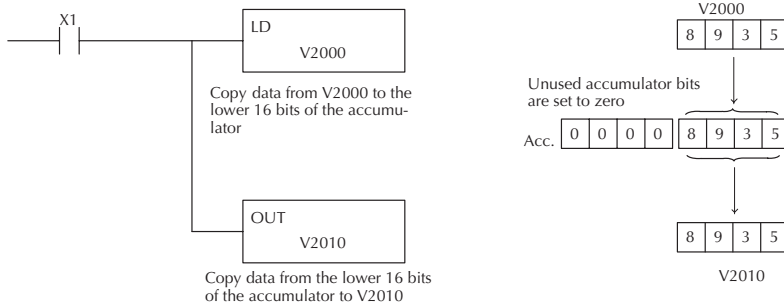 X1
LD
V2000
Copy data from V2000 to the
lower 16 bits of the accumu-
lator
OUT
V2010
Copy data from the lower 16 bits
of the accumulator to V2010
V2000
8 9 3 5
Unused accumulator bits
are set to zero
Acc. 0 0 0 0 8 9 3 5
8 9 3 5
V2010